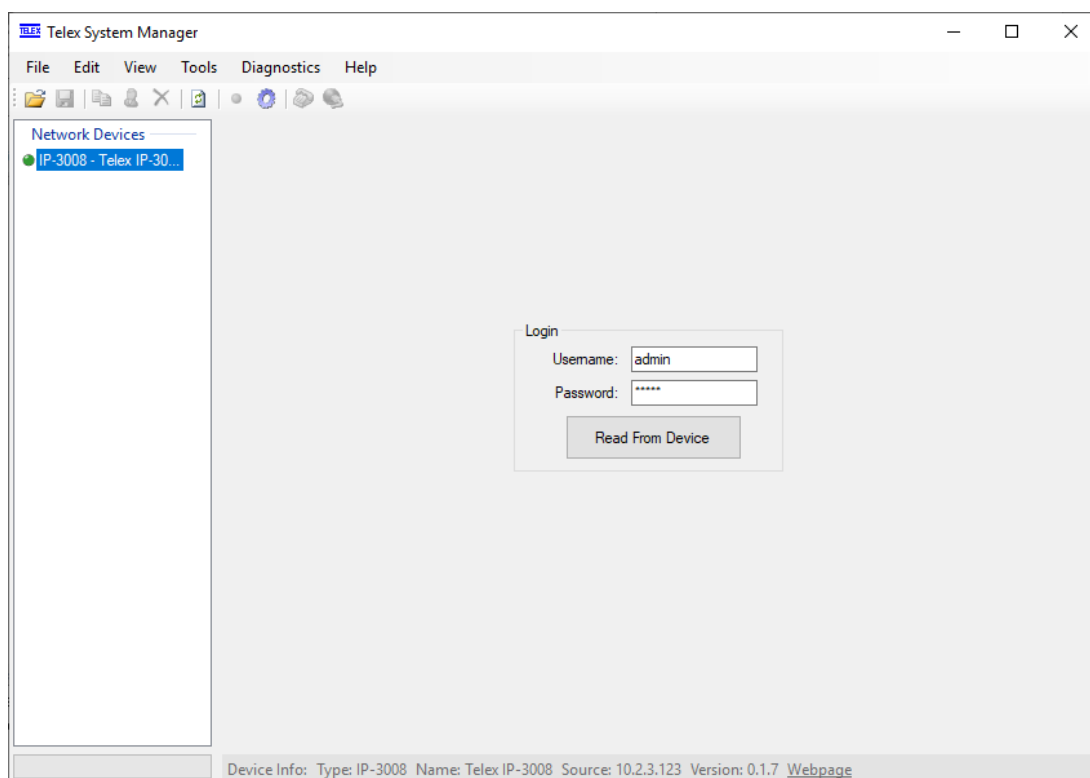 TELEX Telex System Manager
File Edit View Tools Diagnostics Help
Network Devices
IP-3008 - Telex IP-30...
Login
Username: admin
Password: *****
Read From Device
Device Info: Type: IP-3008 Name: Telex IP-3008 Source: 10.2.3.123 Version: 0.1.7 Webpage